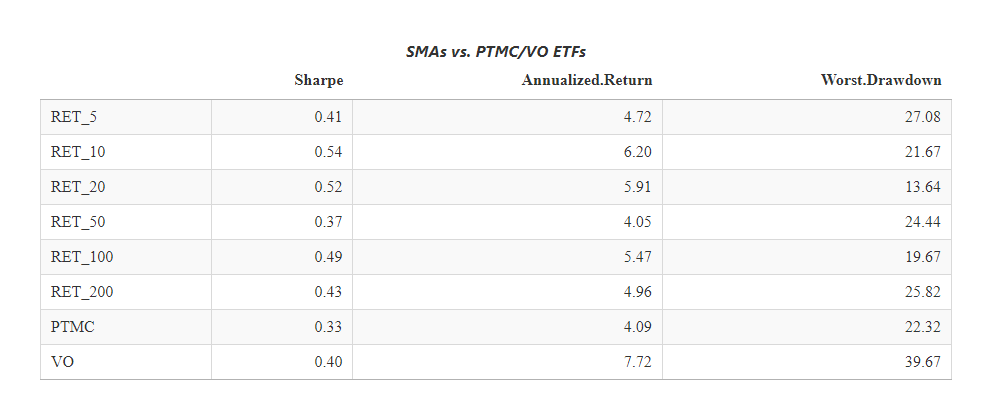 SMAs vs. PTMC/VO ETFs
Sharpe Annualized.Return Worst.Drawdown
RET_5 0.41 4.72 27.08
RET_10 0.54 6.20 21.67
RET_20 0.52 5.91 13.64
RET_50 0.37 4.05 24.44
RET_100 0.49 5.47 19.67
RET_200 0.43 4.96 25.82
PTMC 0.33 4.09 22.32
VO 0.40 7.72 39.67